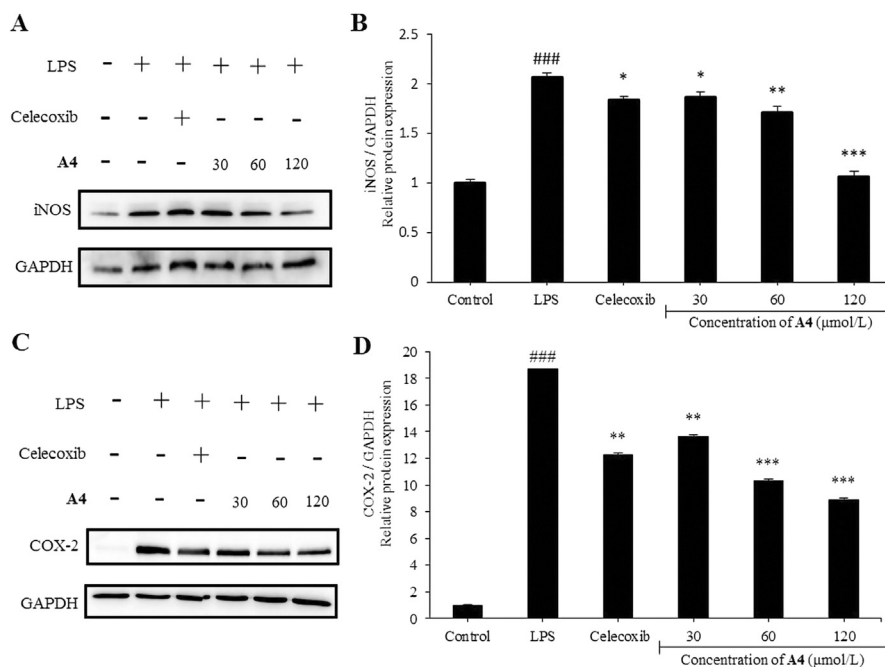 A
LPS - + + + + +
Celecoxib - - + - - -
A4 - - - 30 60 120
iNOS
GAPDH
B
iNOS / GAPDH
Relative protein expression
2.5
2
1.5
1
0.5
0
###
*
*
**
***
Control LPS Celecoxib 30 60 120
Concentration of A4 (μmol/L)
C
LPS - + + + + +
Celecoxib - - + - - -
A4 - - - 30 60 120
COX-2
GAPDH
D
COX-2 / GAPDH
Relative protein expression
20
18
16
14
12
10
8
6
4
2
0
###
**
**
***
***
Control LPS Celecoxib 30 60 120
Concentration of A4 (μmol/L)